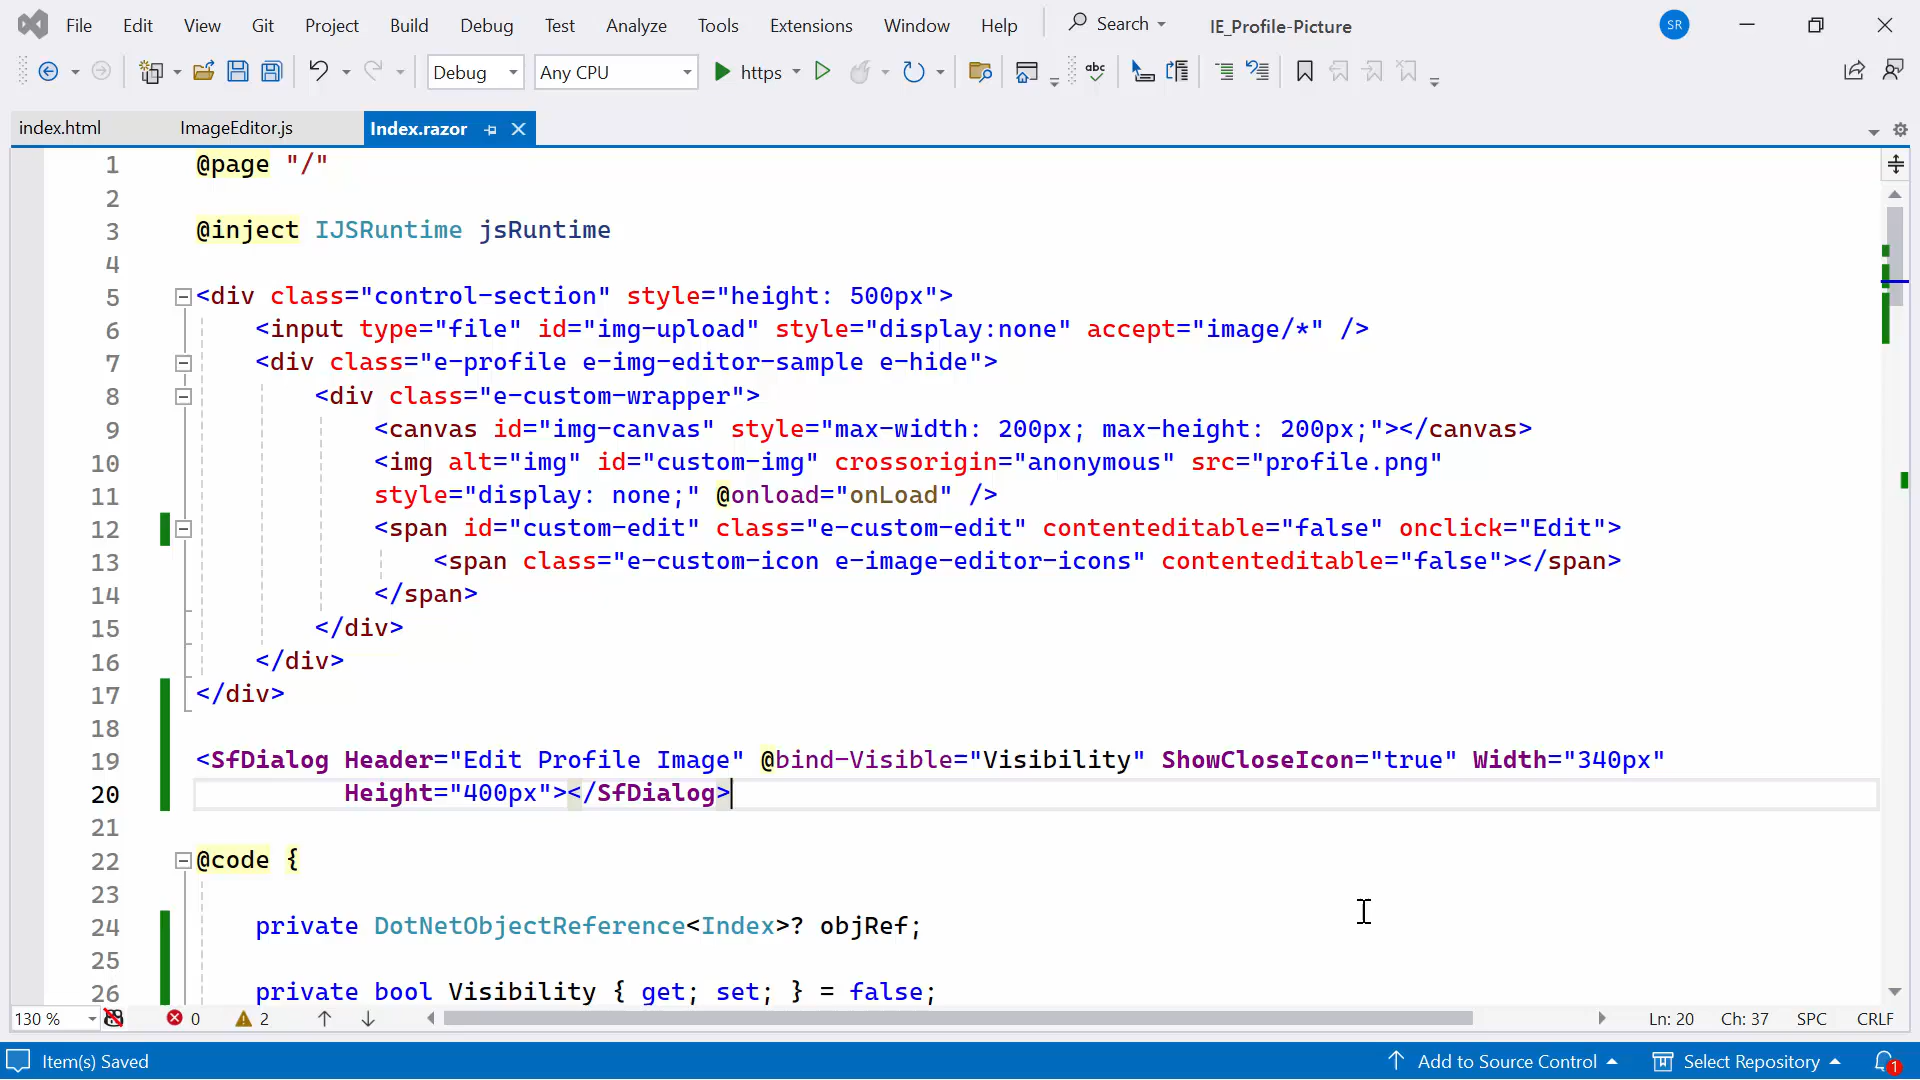 File Edit View Git Project Build Debug Test Analyze Tools Extensions Window Help Search IE_Profile-Picture SR
Debug Any CPU https abc
index.html ImageEditor.js Index.razor
1 @page "/"
2
3 @inject IJSRuntime jsRuntime
4
5 <div class="control-section" style="height: 500px">
6 <input type="file" id="img-upload" style="display:none" accept="image/*" />
7 <div class="e-profile e-img-editor-sample e-hide">
8 <div class="e-custom-wrapper">
9 <canvas id="img-canvas" style="max-width: 200px; max-height: 200px;"></canvas>
10 <img alt="img" id="custom-img" crossorigin="anonymous" src="profile.png"
11 style="display: none;" @onload="onLoad" />
12 <span id="custom-edit" class="e-custom-edit" contenteditable="false" onclick="Edit">
13 <span class="e-custom-icon e-image-editor-icons" contenteditable="false"></span>
14 </span>
15 </div>
16 </div>
17 </div>
18
19 <SfDialog Header="Edit Profile Image" @bind-Visible="Visibility" ShowCloseIcon="true" Width="340px"
20 Height="400px"></SfDialog>
21
22 @code {
23
24 private DotNetObjectReference<Index>? objRef;
25
26 private bool Visibility { get; set; } = false;
130 % 0 2 Ln: 20 Ch: 37 SPC CRLF
Item(s) Saved Add to Source Control Select Repository 1